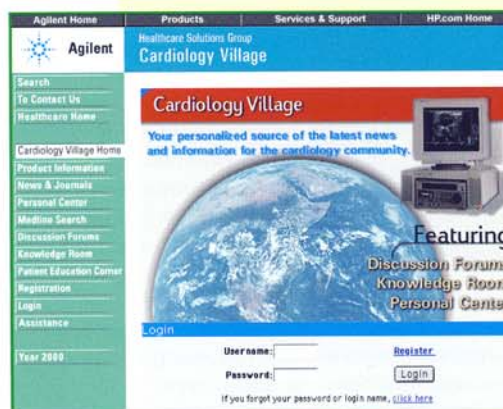 Agilent Home
Products
Services & Support
HP.com Home
Agilent
Healthcare Solutions Group
Cardiology Village
Search
To Contact Us
Healthcare Home
Cardiology Village Home
Product Information
News & Journals
Personal Center
Medline Search
Discussion Forums
Knowledge Room
Patient Education Corner
Registration
Login
Assistance
Year 2000
Cardiology Village
Your personalized source of the latest news
and information for the cardiology community.
Featuring
Discussion Forums
Knowledge Room
Personal Center
Login
Username:
Register
Password:
Login
If you forgot your password or login name, click here